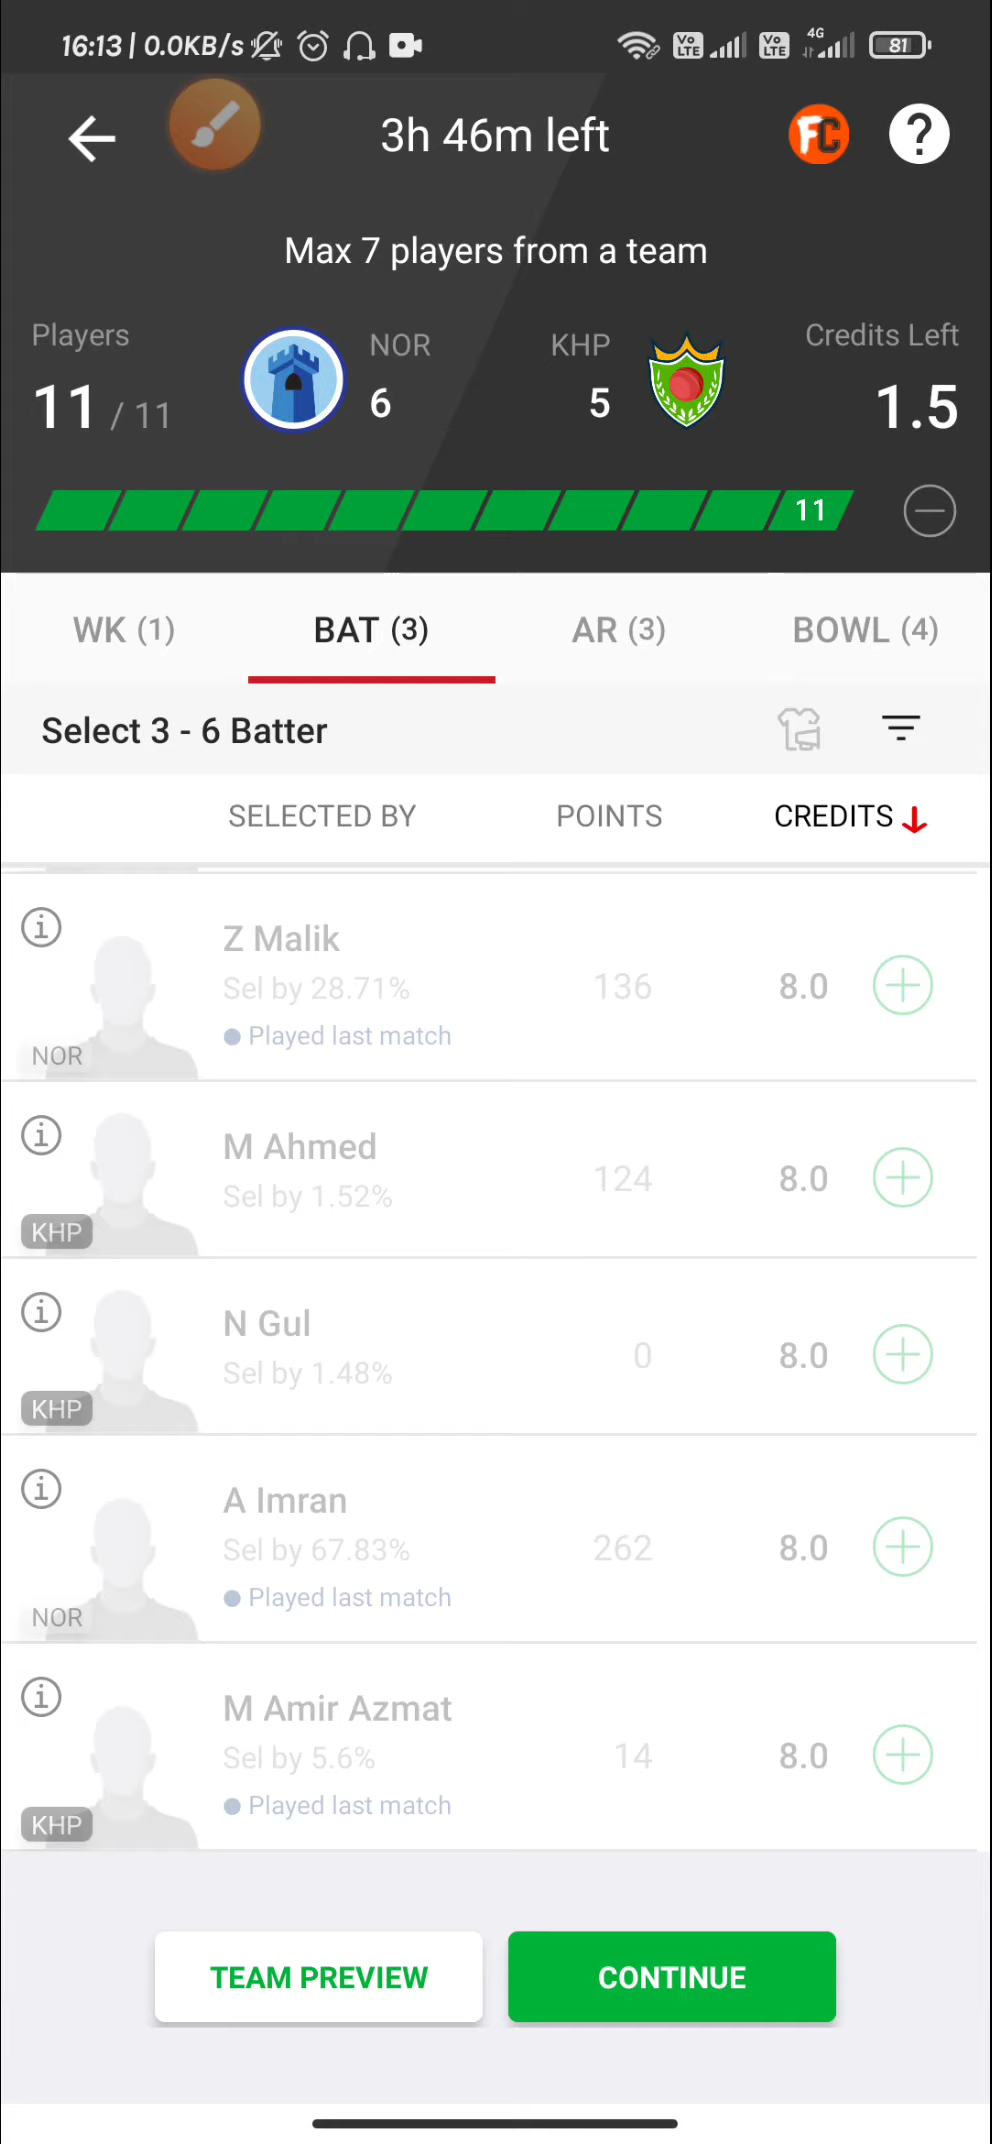 16:13 | 0.0KB/s
Vo LTE
Vo LTE
4G
81
3h 46m left
FC
?
Max 7 players from a team
Players
NOR
KHP
Credits Left
11 / 11
6
5
1.5
11
WK (1)
BAT (3)
AR (3)
BOWL (4)
Select 3 - 6 Batter
SELECTED BY
POINTS
CREDITS
Z Malik
Sel by 28.71%
136
8.0
Played last match
NOR
M Ahmed
Sel by 1.52%
124
8.0
KHP
N Gul
Sel by 1.48%
0
8.0
KHP
A Imran
Sel by 67.83%
262
8.0
Played last match
NOR
M Amir Azmat
Sel by 5.6%
14
8.0
Played last match
KHP
TEAM PREVIEW
CONTINUE